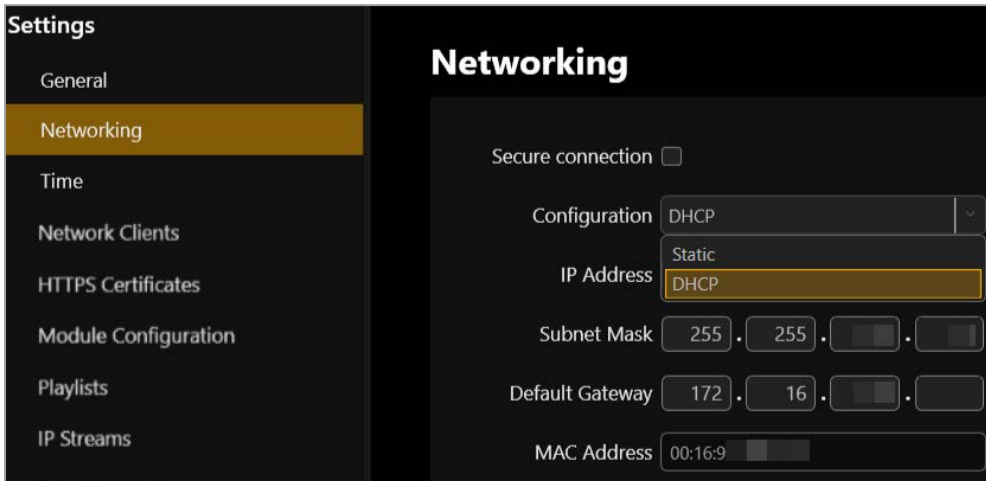 Settings
General
Networking
Time
Network Clients
HTTPS Certificates
Module Configuration
Playlists
IP Streams
Networking
Secure connection
Configuration DHCP
Static
IP Address
DHCP
Subnet Mask 255 . 255 . .
Default Gateway 172 . 16 . .
MAC Address 00:16:9